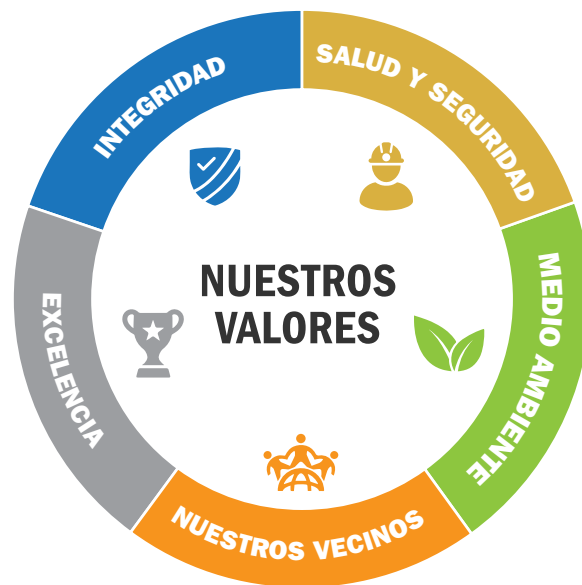 NUESTROS
VALORES
SALUD Y SEGURIDAD
MEDIO AMBIENTE
NUESTROS VECINOS
EXCELENCIA
INTEGRIDAD